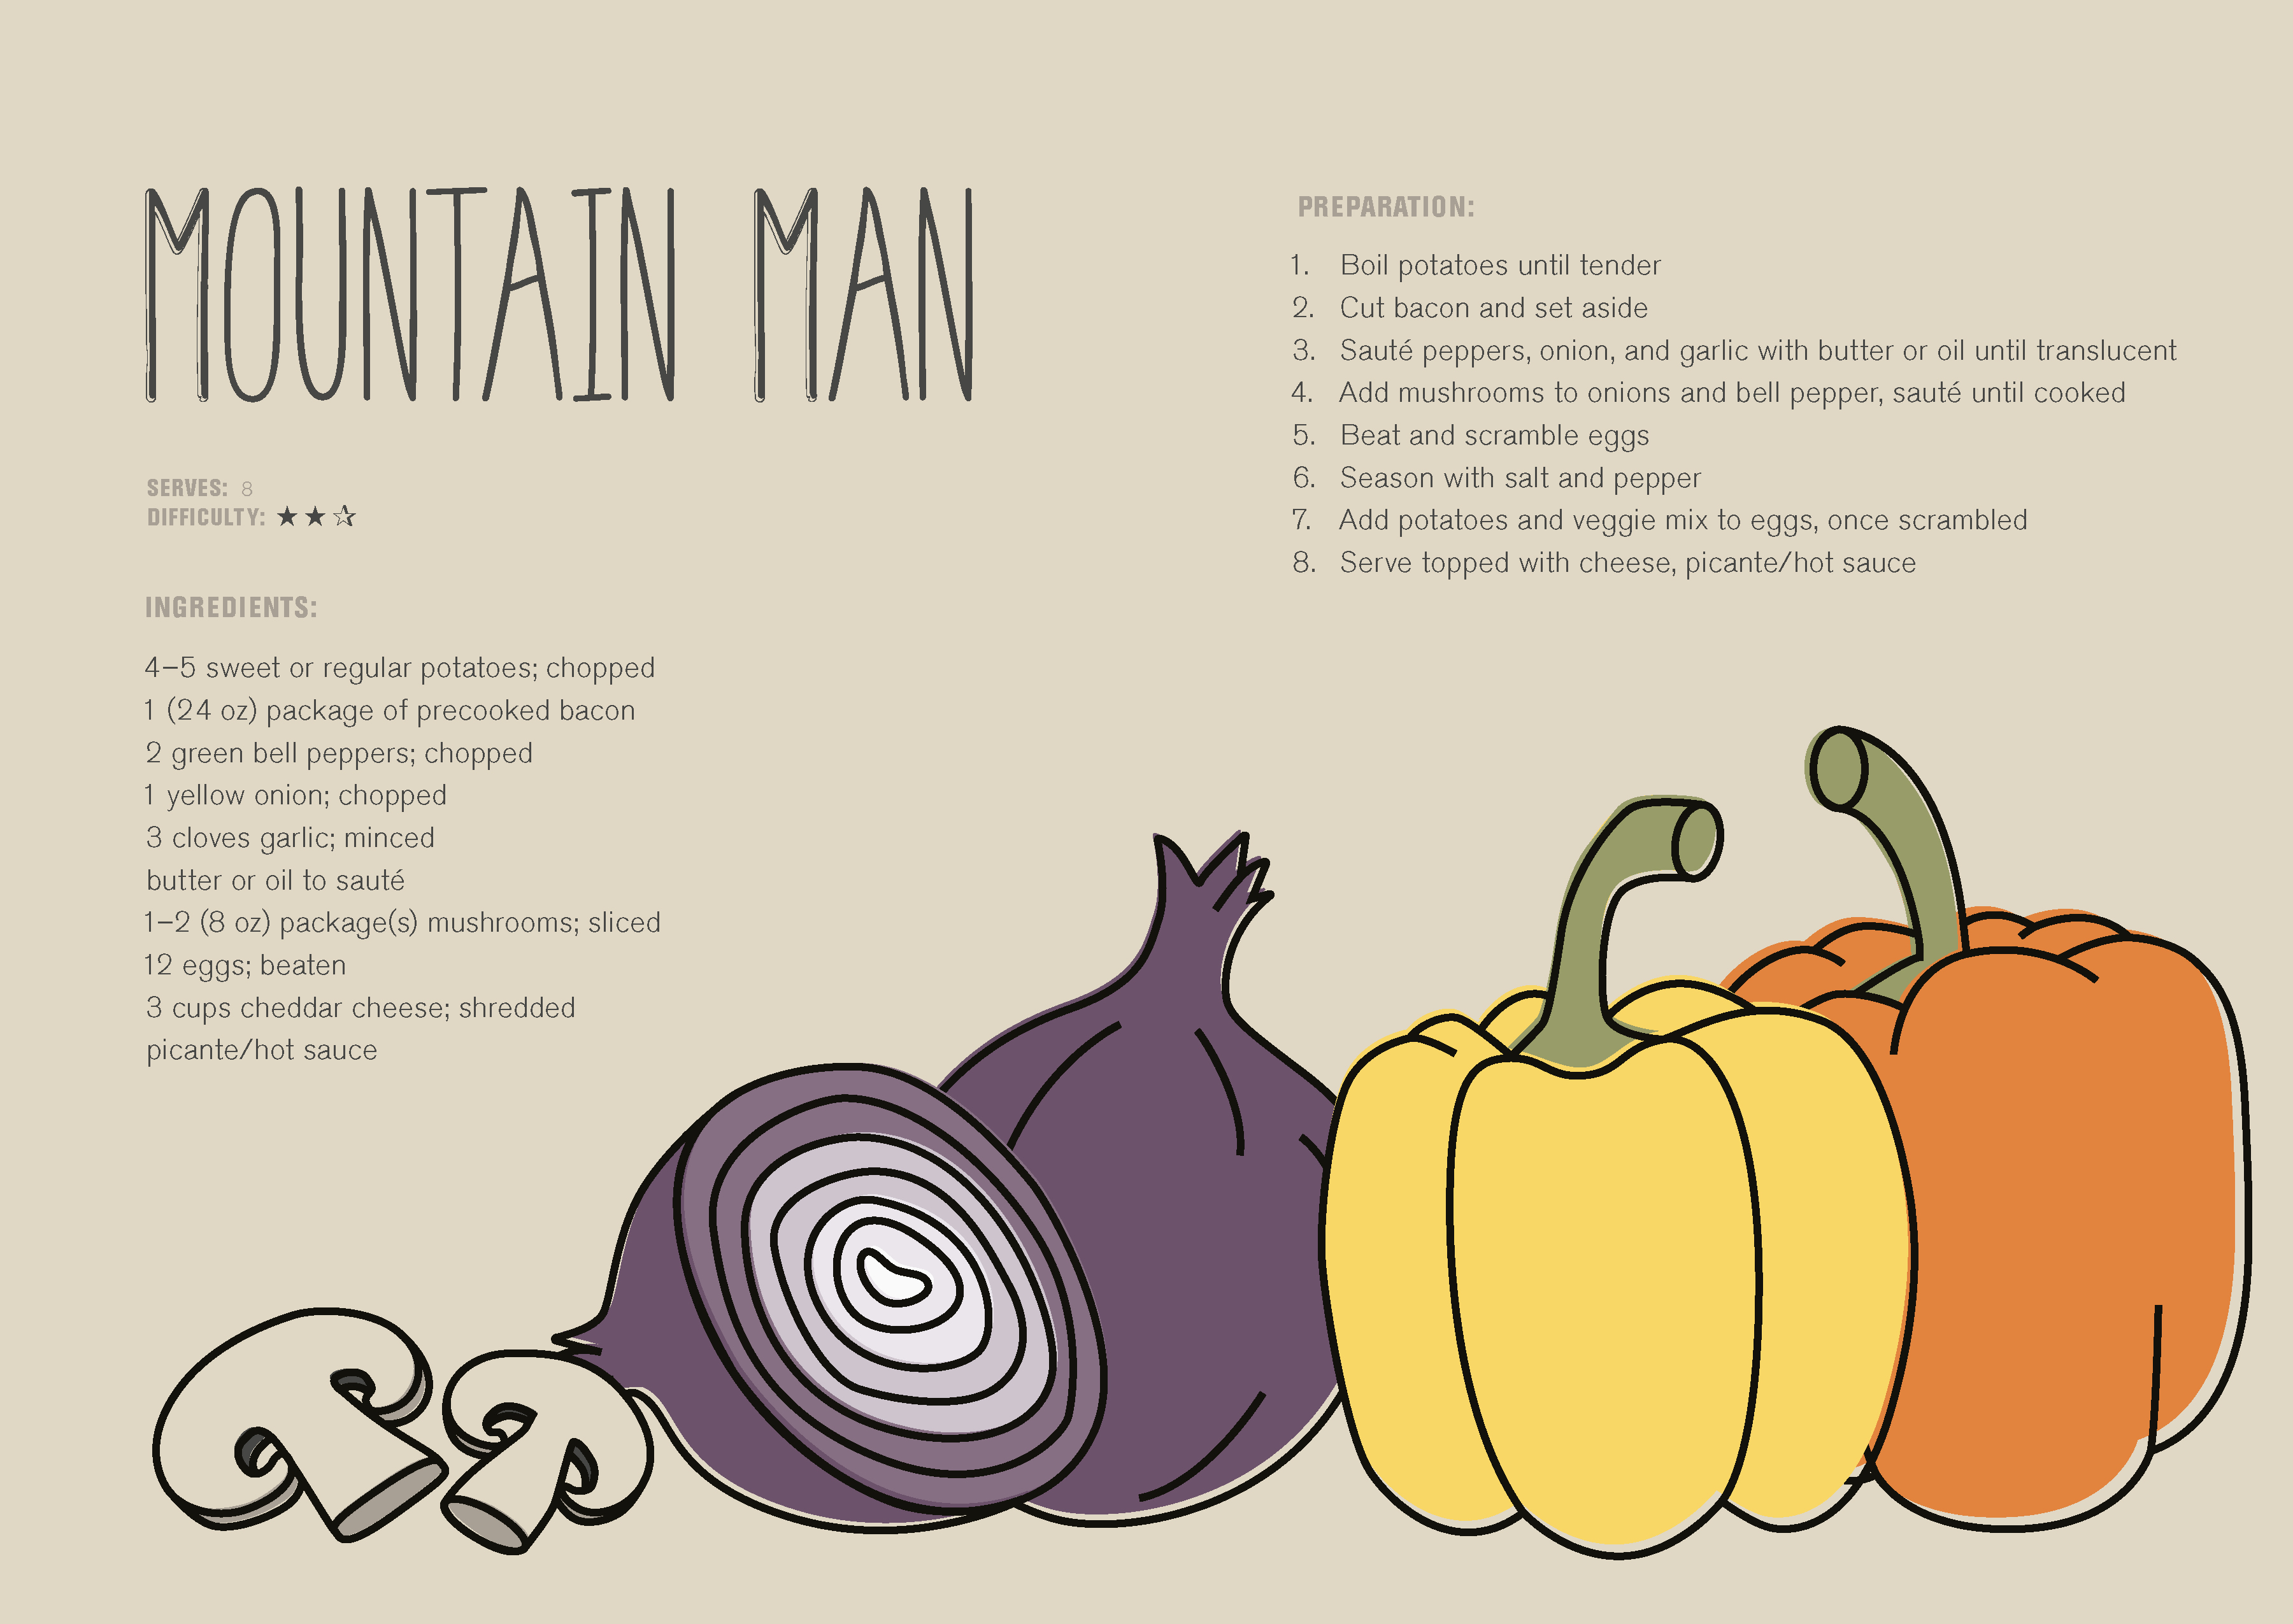 MOUNTAIN MAN
SERVES: 8
DIFFICULTY: ★★⯪
INGREDIENTS:
4–5 sweet or regular potatoes; chopped
1 (24 oz) package of precooked bacon
2 green bell peppers; chopped
1 yellow onion; chopped
3 cloves garlic; minced
butter or oil to sauté
1–2 (8 oz) package(s) mushrooms; sliced
12 eggs; beaten
3 cups cheddar cheese; shredded
picante/hot sauce
PREPARATION:
1. Boil potatoes until tender
2. Cut bacon and set aside
3. Sauté peppers, onion, and garlic with butter or oil until translucent
4. Add mushrooms to onions and bell pepper, sauté until cooked
5. Beat and scramble eggs
6. Season with salt and pepper
7. Add potatoes and veggie mix to eggs, once scrambled
8. Serve topped with cheese, picante/hot sauce